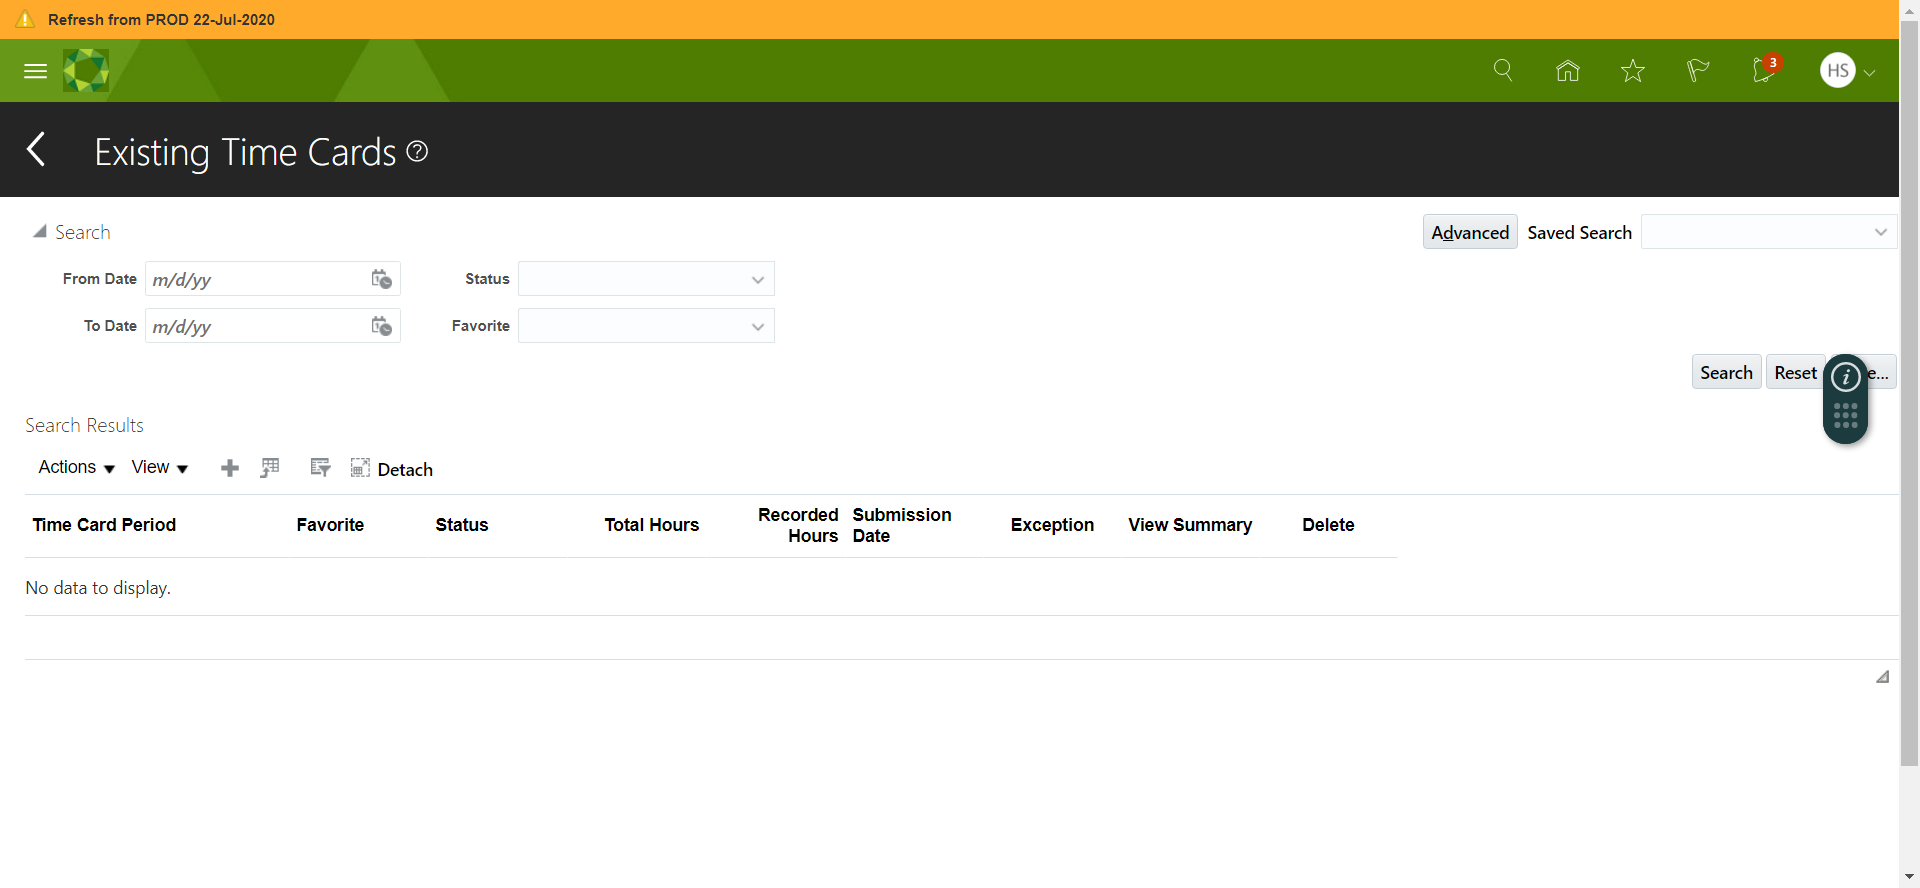 Refresh from PROD 22-Jul-2020
3
HS
Existing Time Cards
Search
Advanced Saved Search
From Date m/d/yy Status
To Date m/d/yy Favorite
Search Reset e...
Search Results
Actions View Detach
Time Card Period Favorite Status Total Hours Recorded Hours Submission Date Exception View Summary Delete
No data to display.